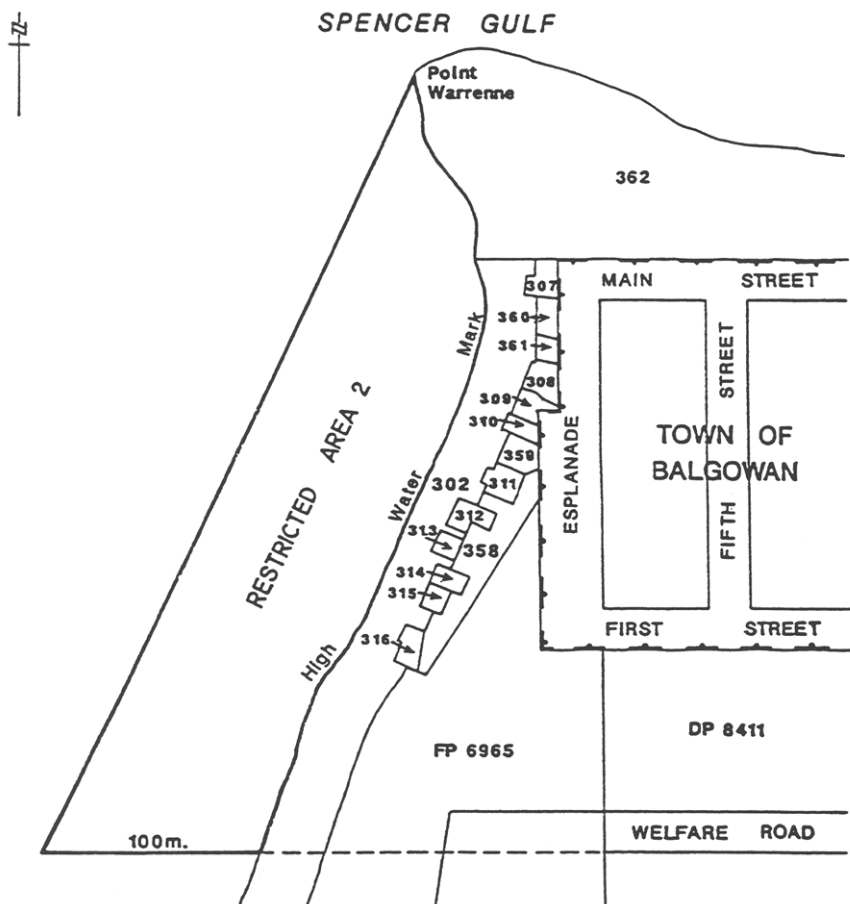 N
SPENCER GULF
Point
Warrenne
362
307
MAIN STREET
360
Mark
361
308
309
310
STREET
359
TOWN OF
BALGOWAN
ESPLANADE
RESTRICTED AREA 2
302
311
Water
312
313
358
FIFTH
314
315
316
FIRST STREET
High
DP 8411
FP 6965
100m.
WELFARE ROAD